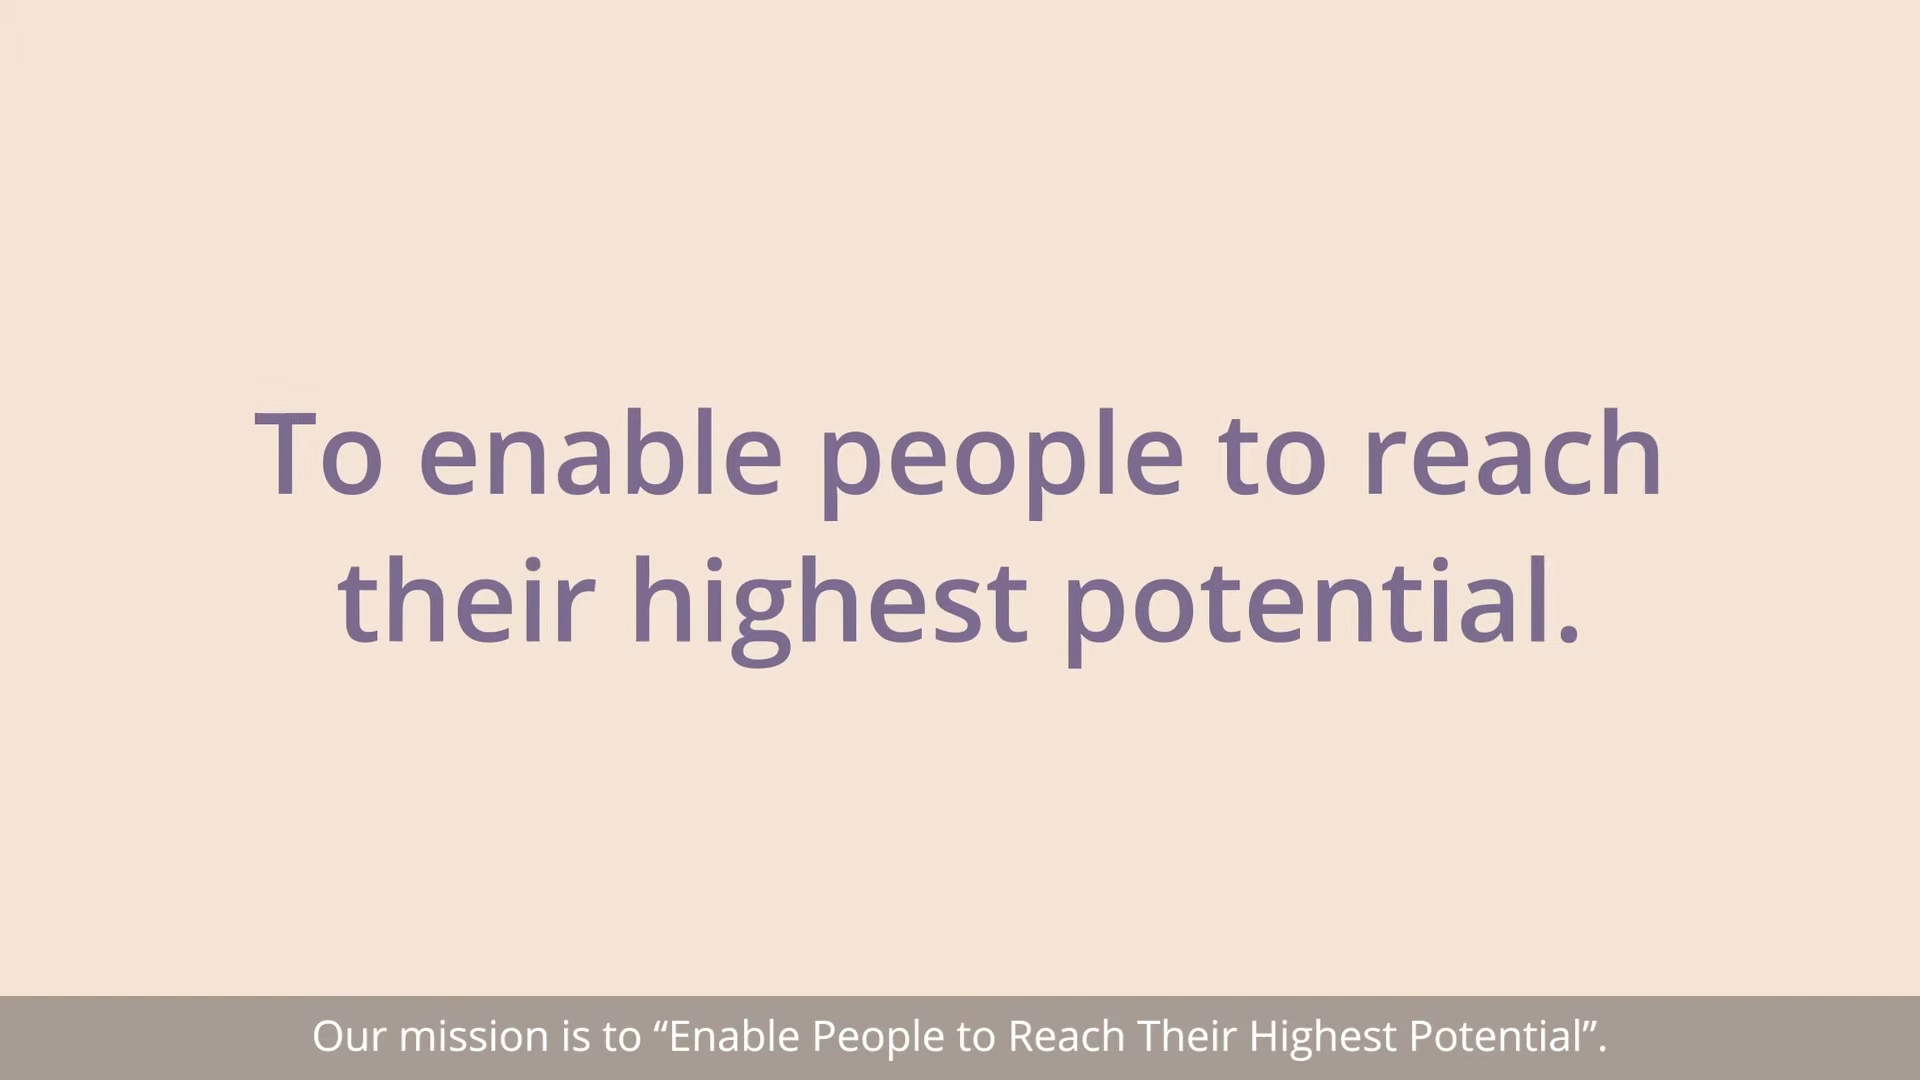 To enable people to reach
their highest potential.
Our mission is to “Enable People to Reach Their Highest Potential”.